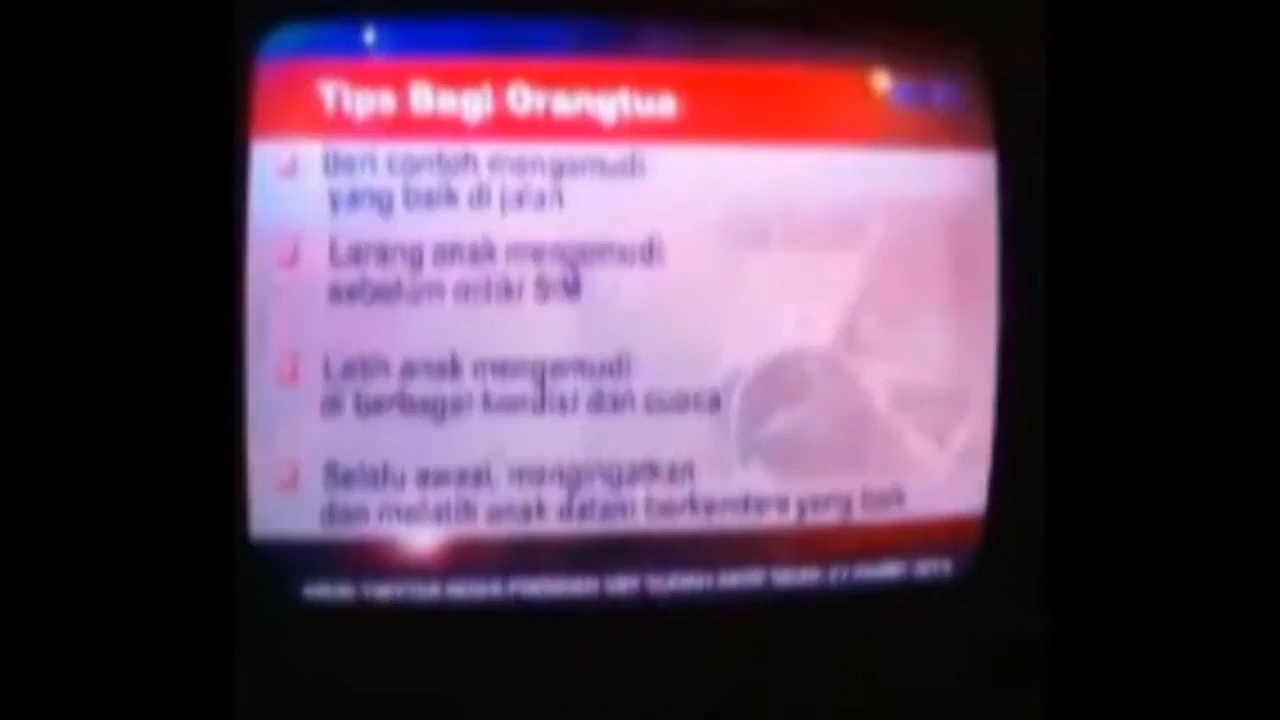 Tips Bagi Orangtua
Beri contoh mengemudi
yang baik di jalan
Larang anak mengemudi
sebelum miliki SIM
Latih anak mengemudi
di berbagai kondisi dan cuaca
Selalu awasi, mengingatkan
dan melatih anak dalam berkendara yang baik